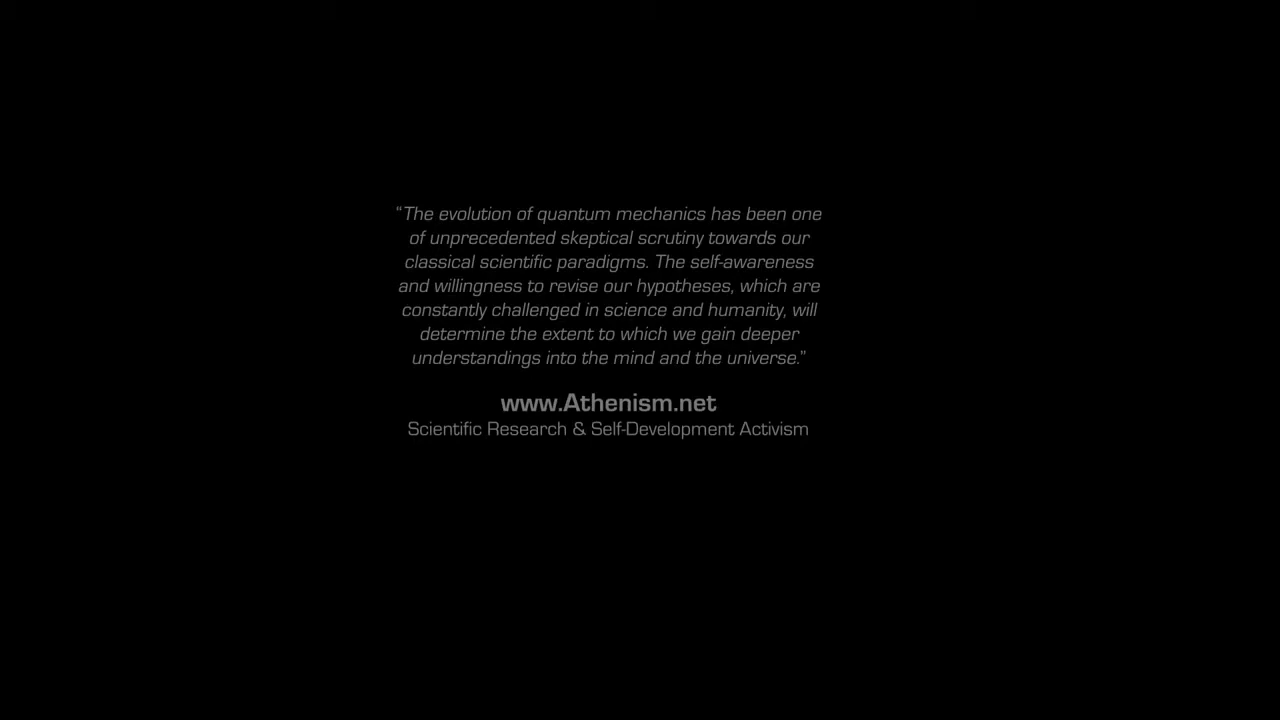 “The evolution of quantum mechanics has been one
of unprecedented skeptical scrutiny towards our
classical scientific paradigms. The self-awareness
and willingness to revise our hypotheses, which are
constantly challenged in science and humanity, will
determine the extent to which we gain deeper
understandings into the mind and the universe.”
www.Athenism.net
Scientific Research & Self-Development Activism